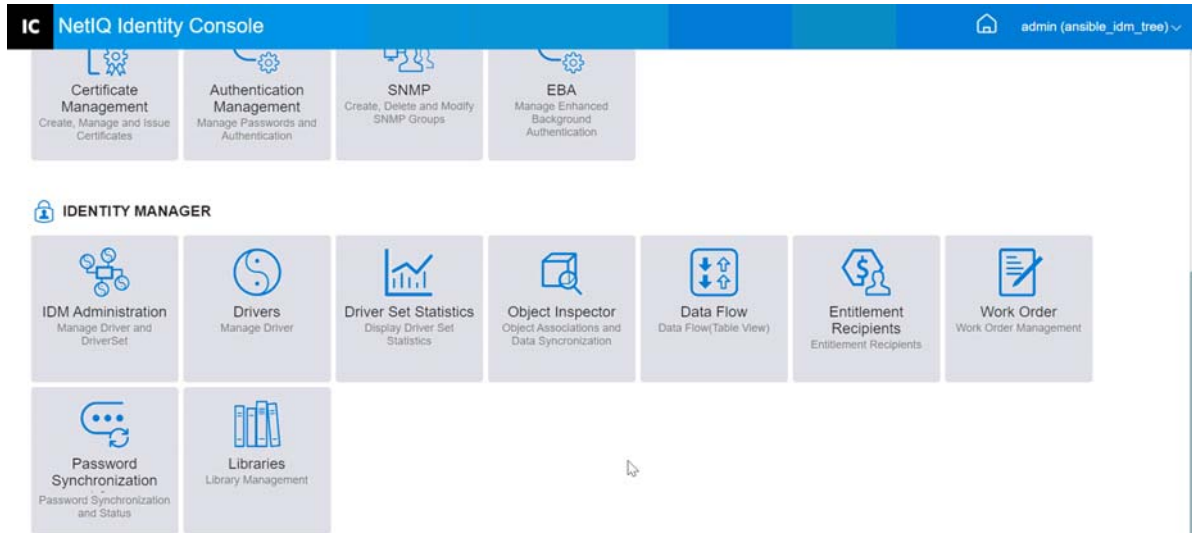 IC NetIQ Identity Console admin (ansible_idm_tree)
Certificate Management
Create, Manage and Issue Certificates
Authentication Management
Manage Passwords and Authentication
SNMP
Create, Delete and Modify SNMP Groups
EBA
Manage Enhanced Background Authentication
IDENTITY MANAGER
IDM Administration
Manage Driver and DriverSet
Drivers
Manage Driver
Driver Set Statistics
Display Driver Set Statistics
Object Inspector
Object Associations and Data Syncronization
Data Flow
Data Flow(Table View)
Entitlement Recipients
Entitlement Recipients
Work Order
Work Order Management
Password Synchronization
Password Synchronization and Status
Libraries
Library Management